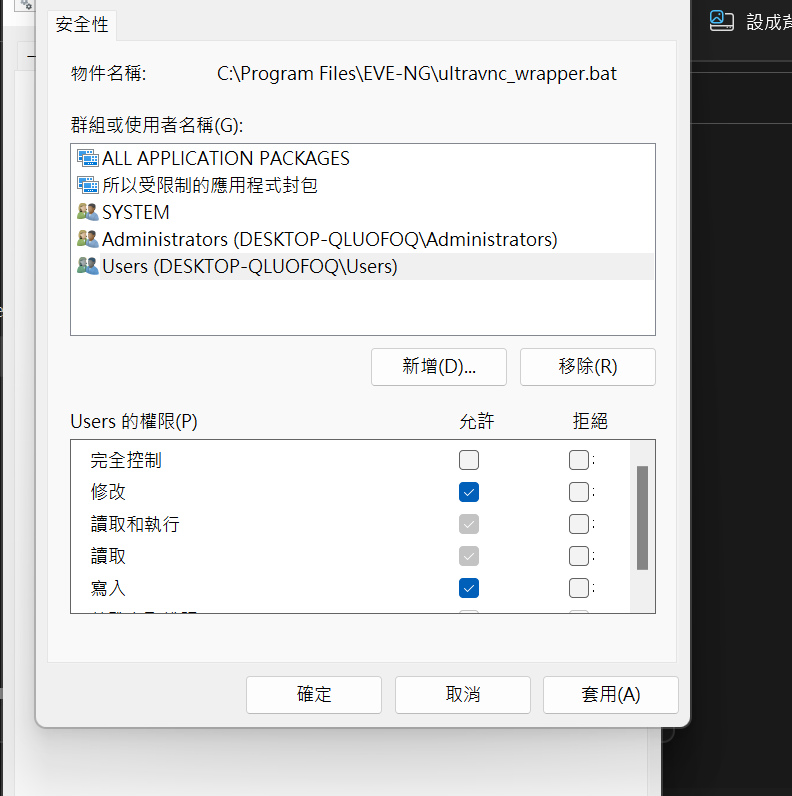 設成背
安全性
物件名稱: C:\Program Files\EVE-NG\ultravnc_wrapper.bat
群組或使用者名稱(G):
ALL APPLICATION PACKAGES
所以受限制的應用程式封包
SYSTEM
Administrators (DESKTOP-QLUOFOQ\Administrators)
Users (DESKTOP-QLUOFOQ\Users)
新增(D)... 移除(R)
Users 的權限(P) 允許 拒絕
完全控制
修改
讀取和執行
讀取
寫入
確定 取消 套用(A)